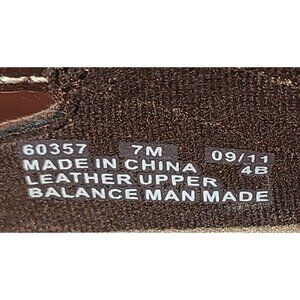 60357 7M 09/11
MADE IN CHINA 4B
LEATHER UPPER
BALANCE MAN MADE